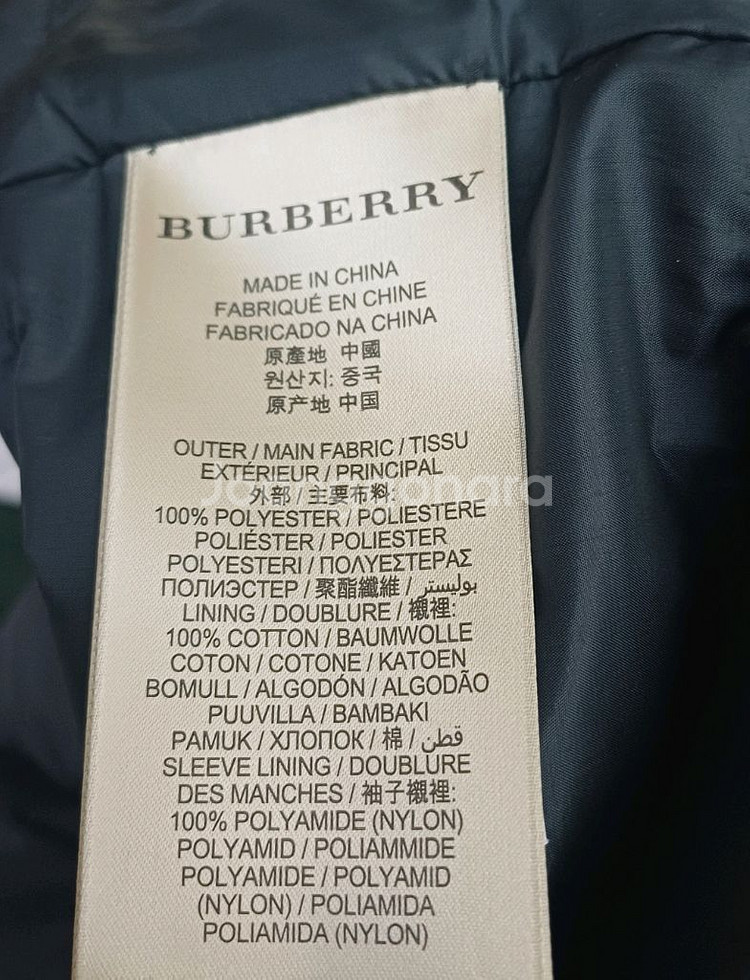 BURBERRY
MADE IN CHINA
FABRIQUÉ EN CHINE
FABRICADO NA CHINA
原產地 中國
원산지: 중국
原产地 中国
OUTER / MAIN FABRIC / TISSU
EXTÉRIEUR / PRINCIPAL
外部 / 主要布料:
100% POLYESTER / POLIESTERE
POLIÉSTER / POLIESTER
POLYESTERI / ΠΟΛΥΕΣΤΕΡΑΣ
ПОЛИЭСТЕР / 聚酯纖維 / بوليستر
LINING / DOUBLURE / 襯裡:
100% COTTON / BAUMWOLLE
COTON / COTONE / KATOEN
BOMULL / ALGODÓN / ALGODÃO
PUUVILLA / BAMBAKI
PAMUK / ХЛОПОК / 棉 / قطن
SLEEVE LINING / DOUBLURE
DES MANCHES / 袖子襯裡:
100% POLYAMIDE (NYLON)
POLYAMID / POLIAMMIDE
POLYAMIDE / POLYAMID
(NYLON) / POLIAMIDA
POLIAMIDA (NYLON)